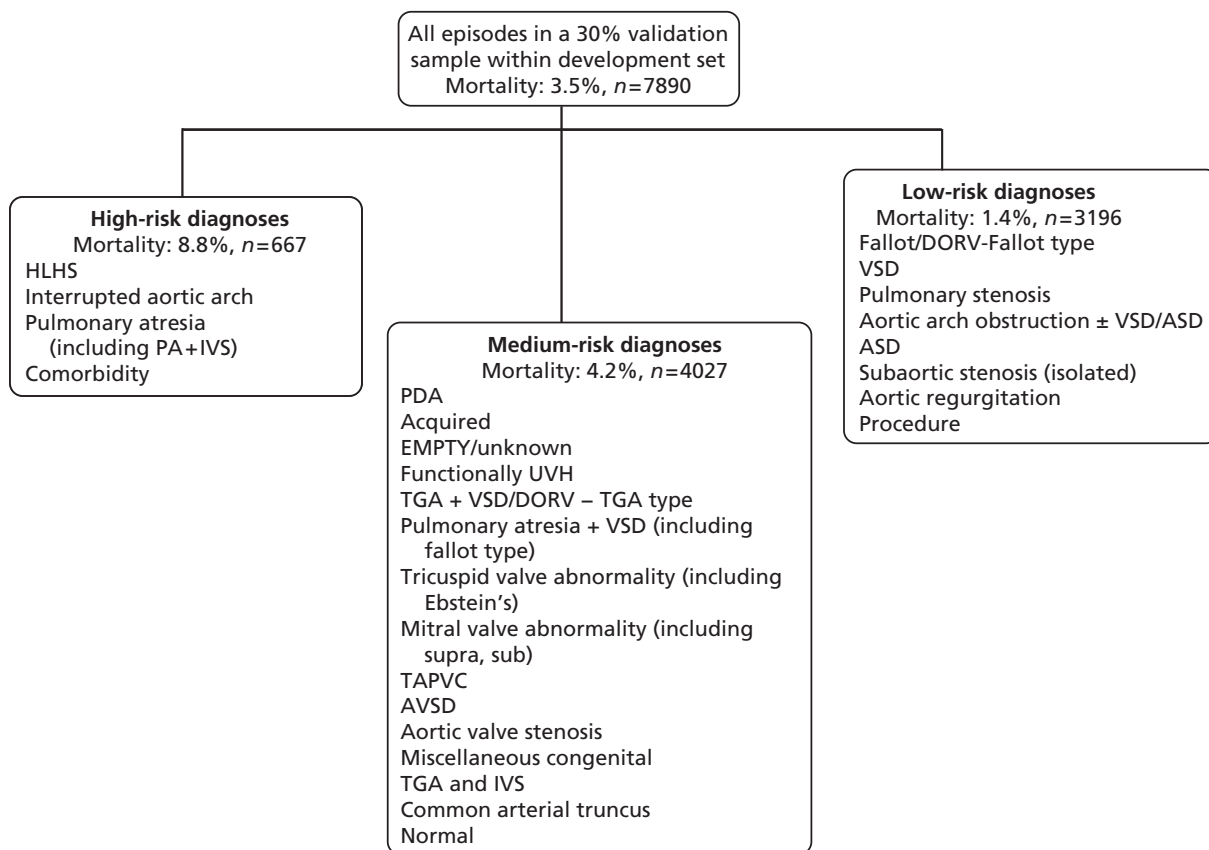 All episodes in a 30% validation
sample within development set
Mortality: 3.5%, n=7890
High-risk diagnoses
Mortality: 8.8%, n=667
HLHS
Interrupted aortic arch
Pulmonary atresia
(including PA+IVS)
Comorbidity
Medium-risk diagnoses
Mortality: 4.2%, n=4027
PDA
Acquired
EMPTY/unknown
Functionally UVH
TGA + VSD/DORV – TGA type
Pulmonary atresia + VSD (including
fallot type)
Tricuspid valve abnormality (including
Ebstein’s)
Mitral valve abnormality (including
supra, sub)
TAPVC
AVSD
Aortic valve stenosis
Miscellaneous congenital
TGA and IVS
Common arterial truncus
Normal
Low-risk diagnoses
Mortality: 1.4%, n=3196
Fallot/DORV-Fallot type
VSD
Pulmonary stenosis
Aortic arch obstruction ± VSD/ASD
ASD
Subaortic stenosis (isolated)
Aortic regurgitation
Procedure